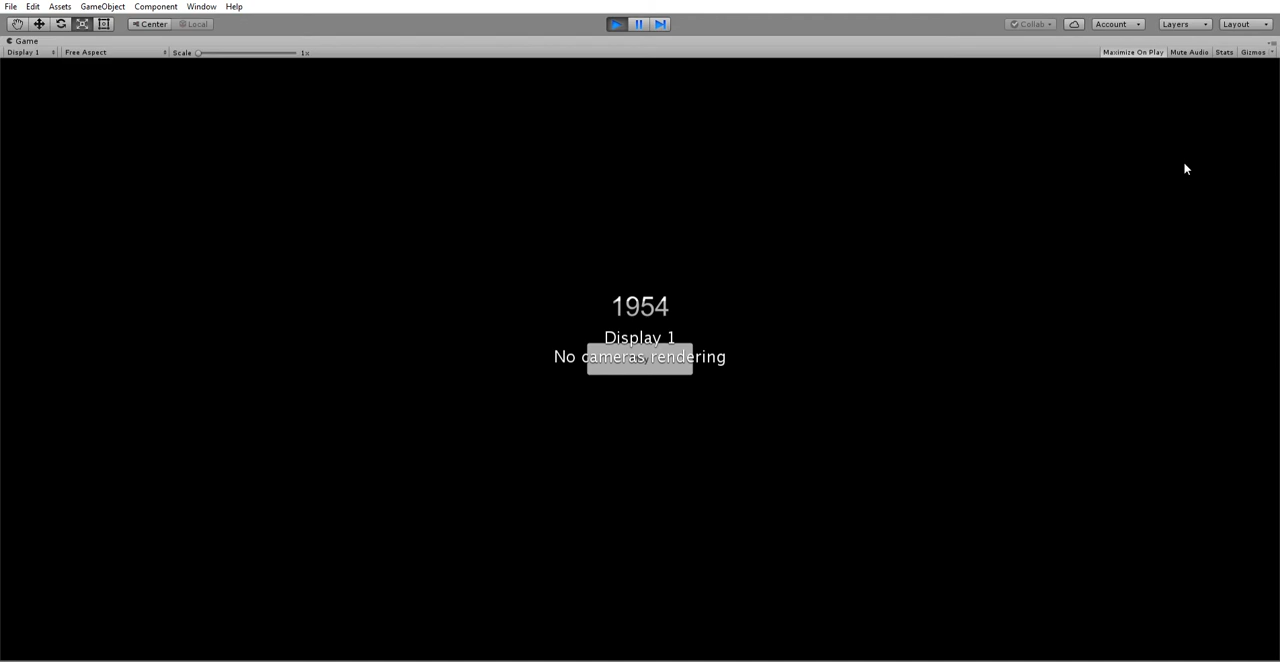 File Edit Assets GameObject Component Window Help
Center Local Collab Account Layers Layout
Game
Display 1 Free Aspect Scale 1x Maximize On Play Mute Audio Stats Gizmos
1954
Display 1
No cameras rendering